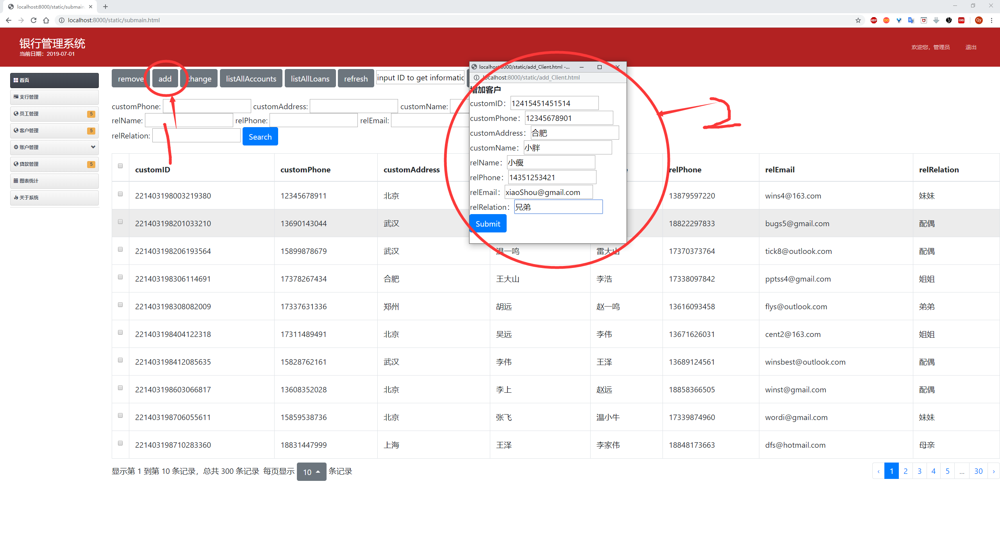 localhost:8000/static/submain
localhost:8000/static/submain.html
银行管理系统
当前日期：2019-07-01
欢迎您，管理员 退出
首页
支行管理
员工管理 5
客户管理 5
账户管理
贷款管理 5
图表统计
关于系统
remove add change listAllAccounts listAllLoans refresh input ID to get informatic
customPhone: customAddress: customName:
relName: relPhone: relEmail:
relRelation: Search
1
2
localhost:8000/static/add_Client.html -...
localhost:8000/static/add_Client.html
增加客户
customID： 12415451451514
customPhone： 12345678901
customAddress： 合肥
customName： 小胖
relName： 小瘦
relPhone： 14351253421
relEmail： xiaoShou@gmail.com
relRelation： 兄弟
Submit
customID customPhone customAddress relPhone relEmail relRelation
221403198003219380 12345678911 北京 13879597220 wins4@163.com 妹妹
221403198201033210 13690143044 武汉 18822297833 bugs5@gmail.com 配偶
221403198206193564 15899878679 武汉 温一鸣 雷大山 17370373764 tick8@outlook.com 配偶
221403198306114691 17378267434 合肥 王大山 李浩 17338097842 pptss4@gmail.com 姐姐
221403198308082009 17337631336 郑州 胡远 赵一鸣 13616093458 flys@outlook.com 弟弟
221403198404122318 17311489491 北京 吴远 李伟 13671626031 cent2@163.com 姐姐
221403198412085635 15828762161 武汉 李伟 王泽 13689124561 winsbest@outlook.com 配偶
221403198603066817 13608352028 北京 李上 赵远 18858366505 winst@gmail.com 配偶
221403198706055611 15859538736 北京 张飞 温小牛 17339874960 wordi@gmail.com 妹妹
221403198710283360 18831447999 上海 王泽 李家伟 18848173663 dfs@hotmail.com 母亲
显示第 1 到第 10 条记录，总共 300 条记录 每页显示 10 条记录
‹ 1 2 3 4 5 ... 30 ›